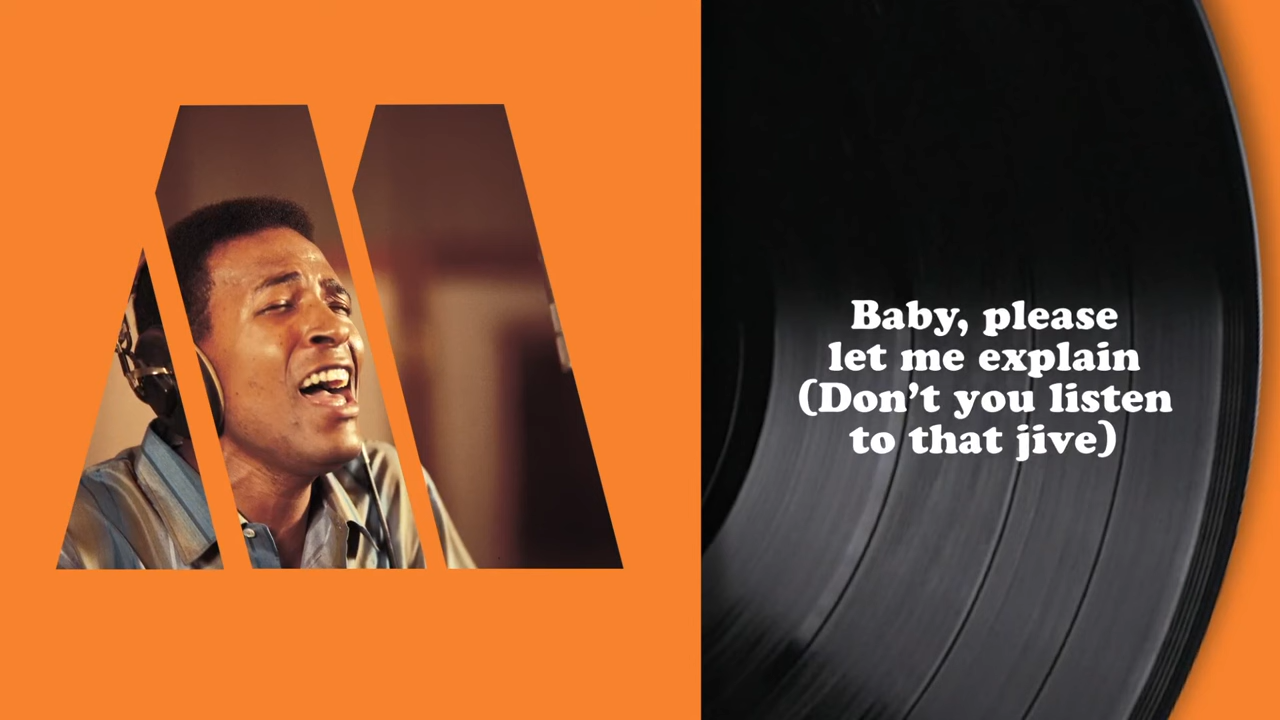 Baby, please
let me explain
(Don’t you listen
to that jive)